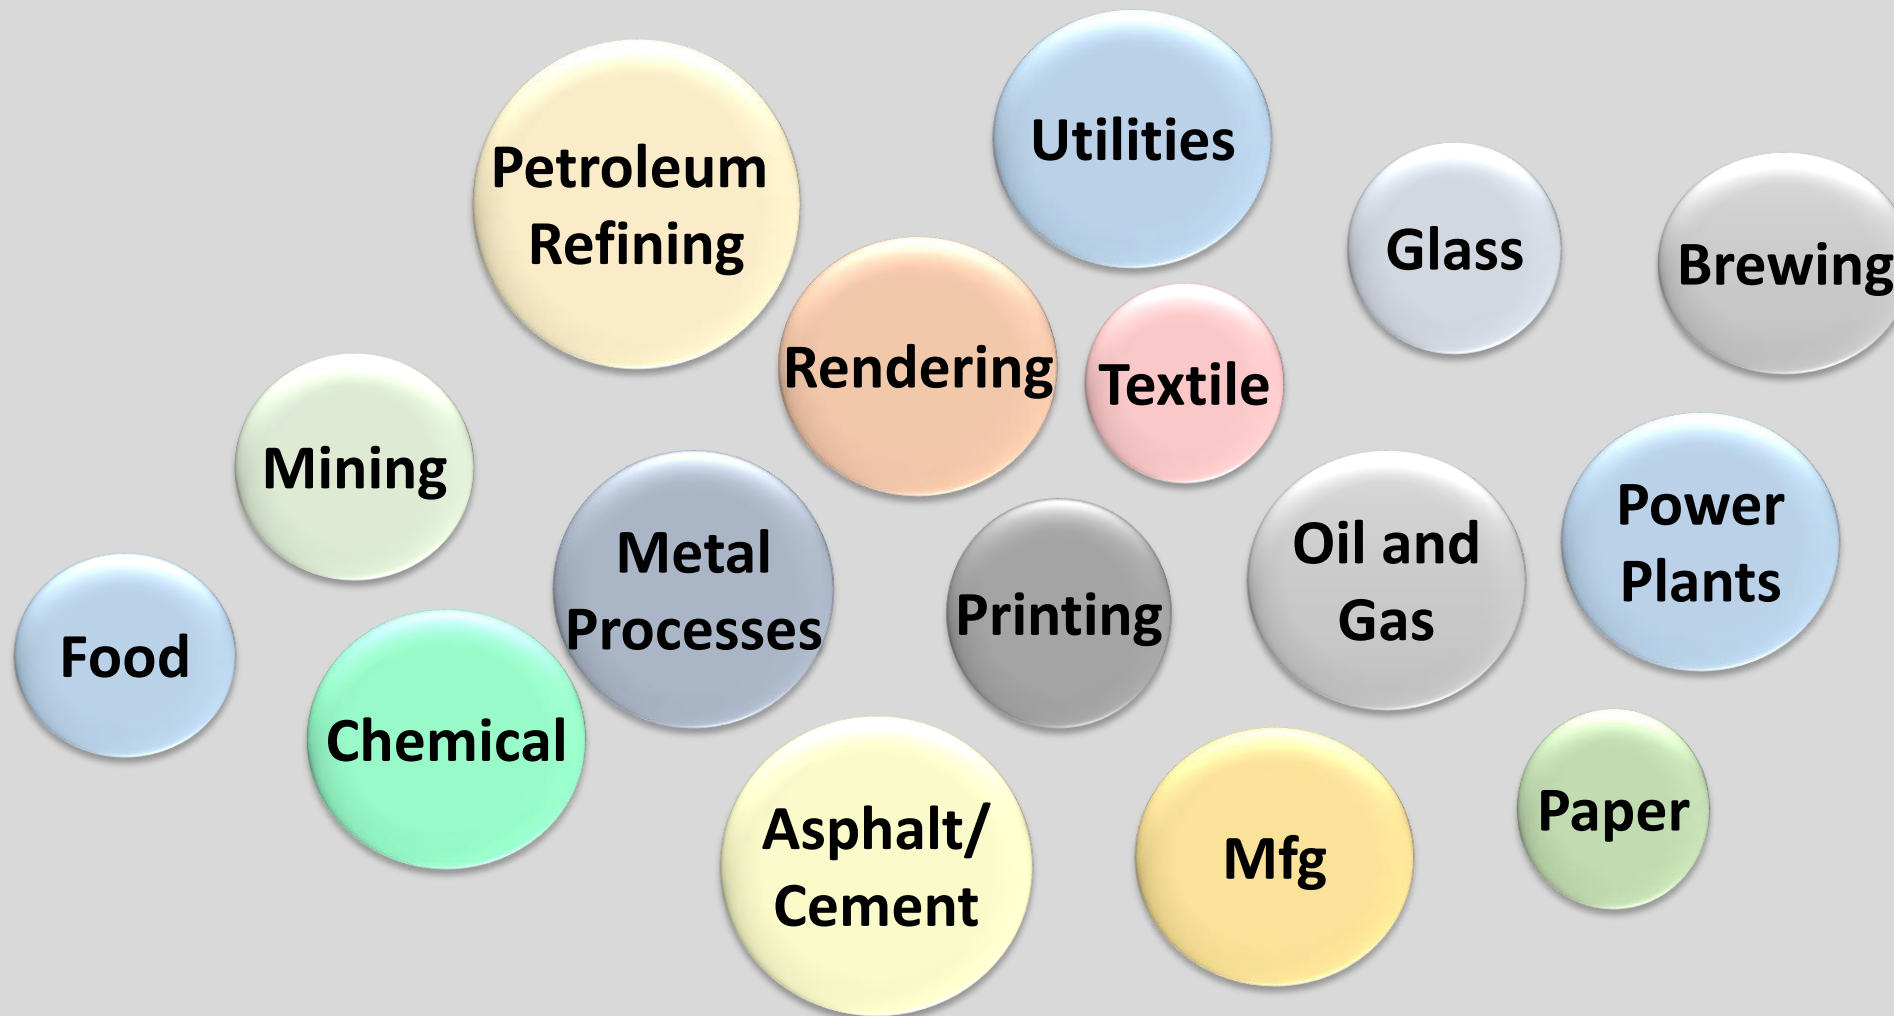 Petroleum
Refining
Utilities
Glass
Brewing
Rendering
Textile
Mining
Metal
Processes
Printing
Oil and
Gas
Power
Plants
Food
Chemical
Asphalt/
Cement
Mfg
Paper